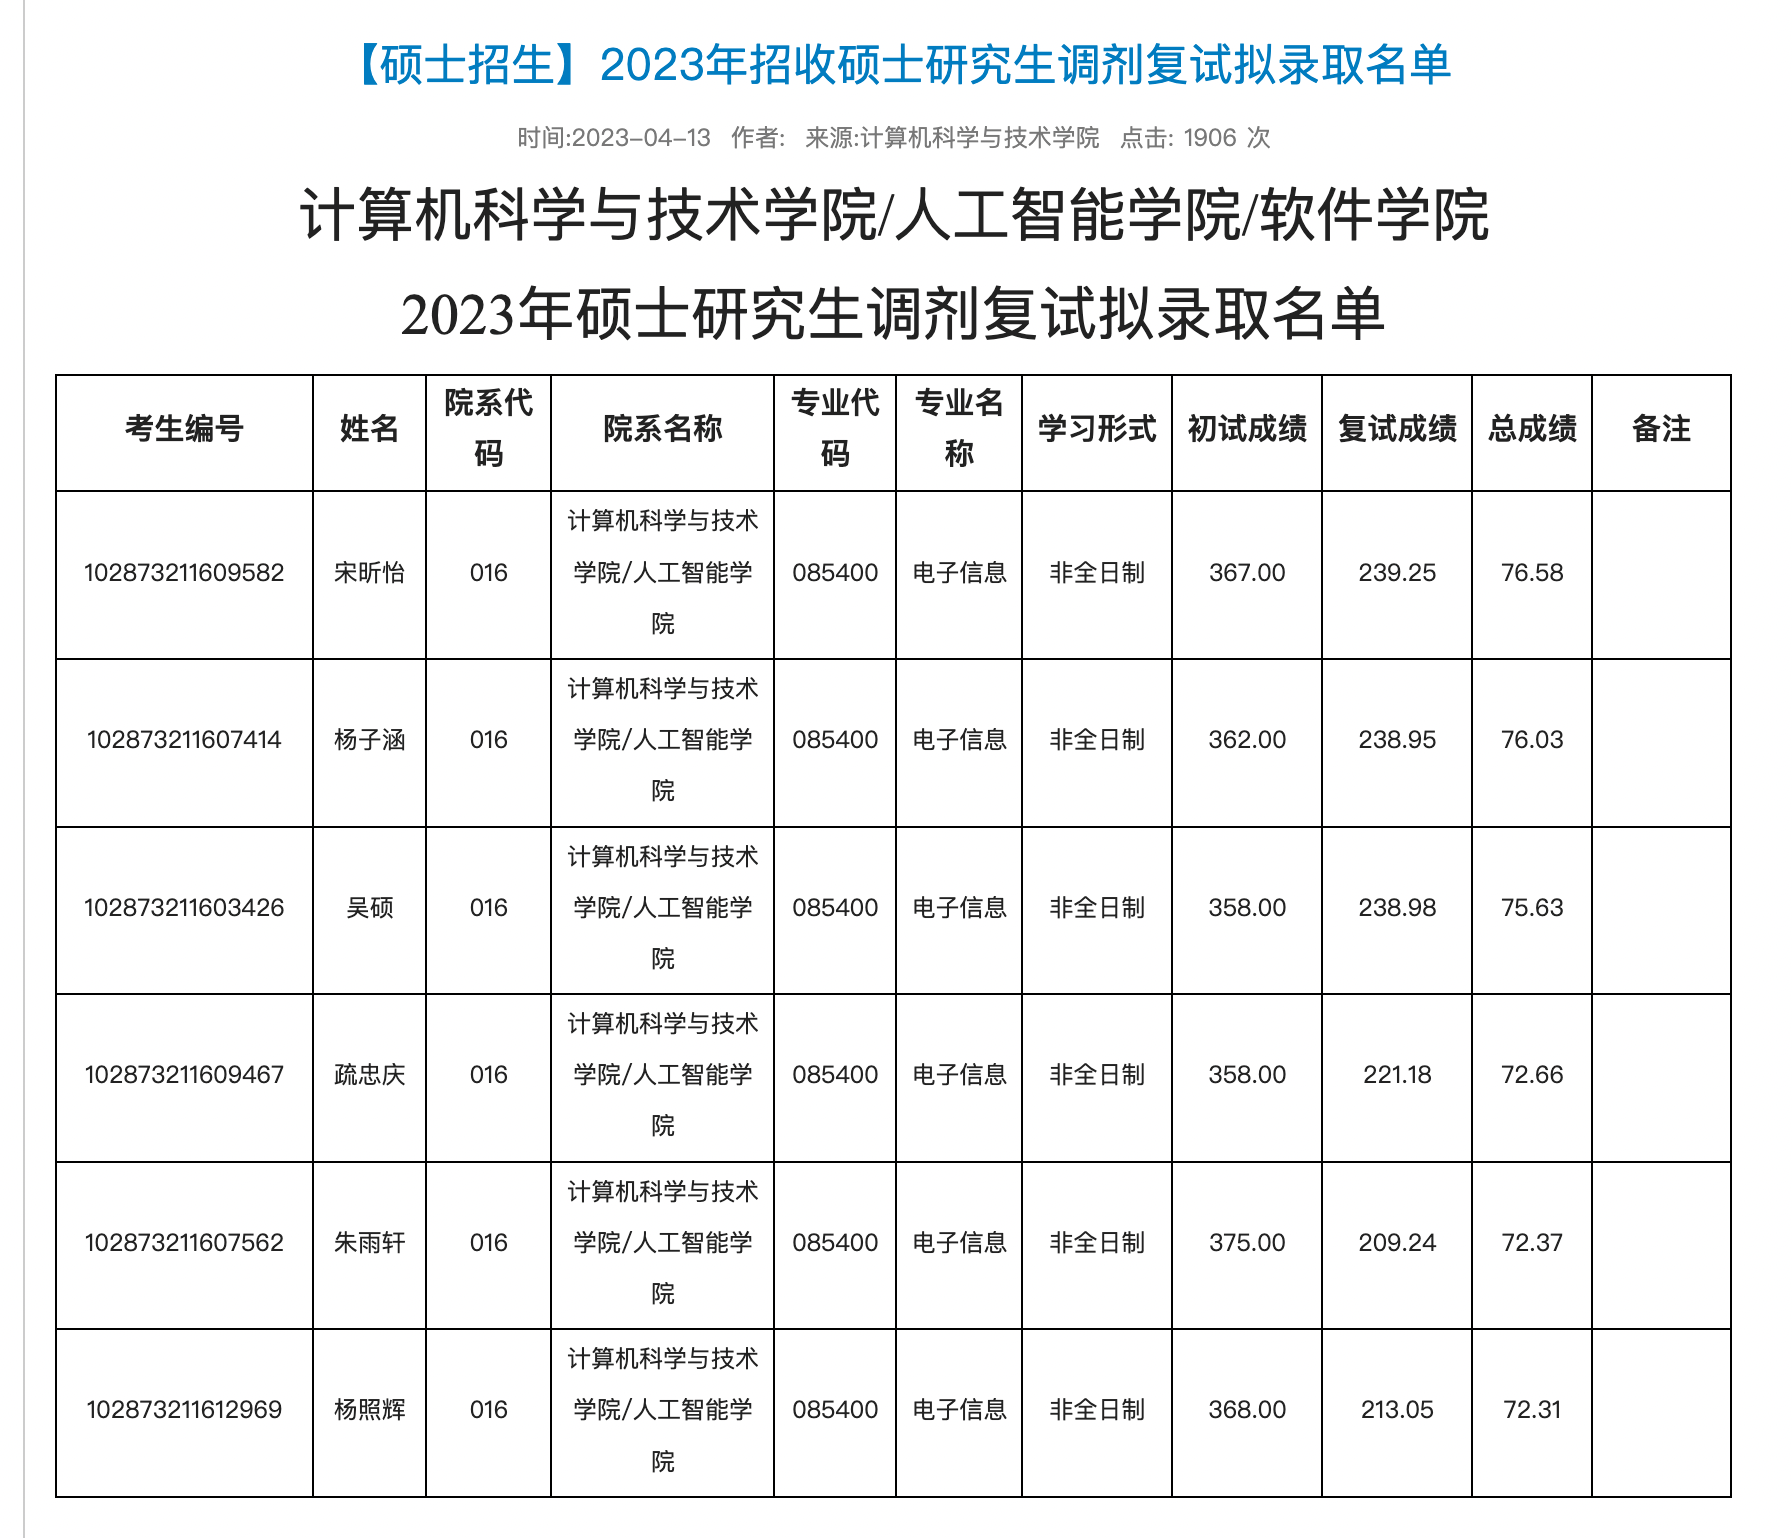 【硕士招生】2023年招收硕士研究生调剂复试拟录取名单
时间:2023-04-13 作者: 来源:计算机科学与技术学院 点击: 1906 次
计算机科学与技术学院/人工智能学院/软件学院
2023年硕士研究生调剂复试拟录取名单
考生编号 姓名 院系代码 院系名称 专业代码 专业名称 学习形式 初试成绩 复试成绩 总成绩 备注
102873211609582 宋昕怡 016 计算机科学与技术学院/人工智能学院 085400 电子信息 非全日制 367.00 239.25 76.58
102873211607414 杨子涵 016 计算机科学与技术学院/人工智能学院 085400 电子信息 非全日制 362.00 238.95 76.03
102873211603426 吴硕 016 计算机科学与技术学院/人工智能学院 085400 电子信息 非全日制 358.00 238.98 75.63
102873211609467 疏忠庆 016 计算机科学与技术学院/人工智能学院 085400 电子信息 非全日制 358.00 221.18 72.66
102873211607562 朱雨轩 016 计算机科学与技术学院/人工智能学院 085400 电子信息 非全日制 375.00 209.24 72.37
102873211612969 杨照辉 016 计算机科学与技术学院/人工智能学院 085400 电子信息 非全日制 368.00 213.05 72.31